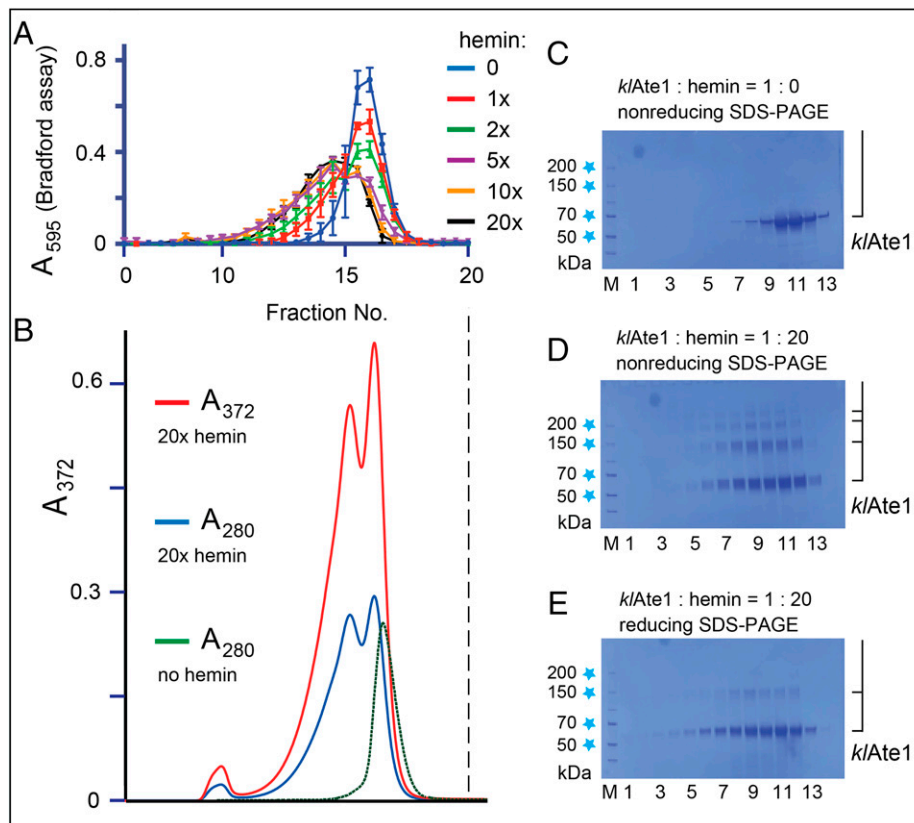 A
hemin:
0
1x
2x
5x
10x
20x
0.8
0.4
0
A595 (Bradford assay)
0 10 15 20
Fraction No.
B
0.6
0.3
0
A372
A372
20x hemin
A280
20x hemin
A280
no hemin
C
klAte1 : hemin = 1 : 0
nonreducing SDS-PAGE
200
150
70
50
kDa
klAte1
M 1 3 5 7 9 11 13
D
klAte1 : hemin = 1 : 20
nonreducing SDS-PAGE
200
150
70
50
kDa
klAte1
M 1 3 5 7 9 11 13
E
klAte1 : hemin = 1 : 20
reducing SDS-PAGE
200
150
70
50
kDa
klAte1
M 1 3 5 7 9 11 13